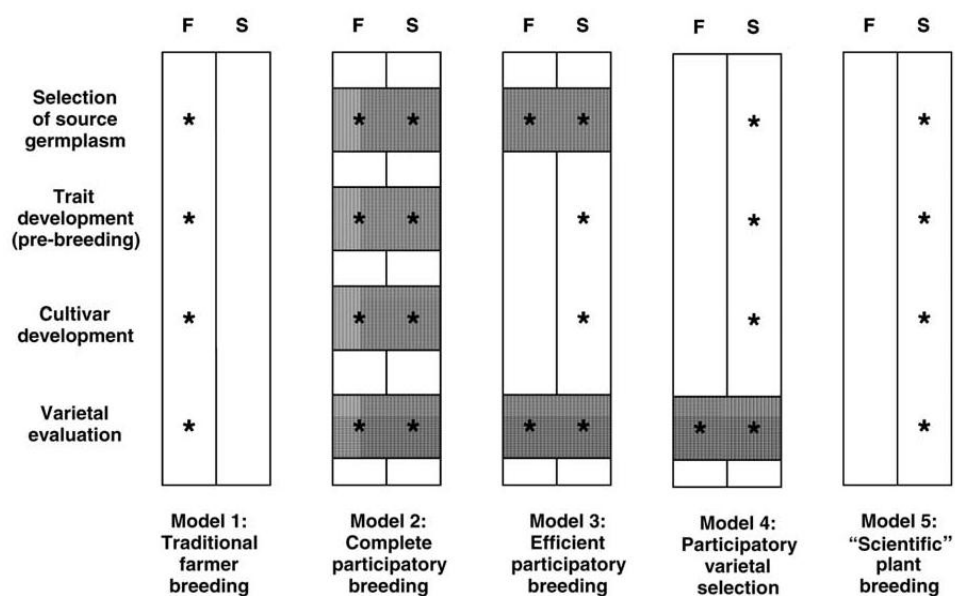 F S F S F S F S F S
Selection
of source
germplasm
* * * * * * *
Trait
development
(pre-breeding)
* * * * * *
Cultivar
development
* * * * * *
Varietal
evaluation
* * * * * * * *
Model 1:
Traditional
farmer
breeding
Model 2:
Complete
participatory
breeding
Model 3:
Efficient
participatory
breeding
Model 4:
Participatory
varietal
selection
Model 5:
“Scientific”
plant
breeding